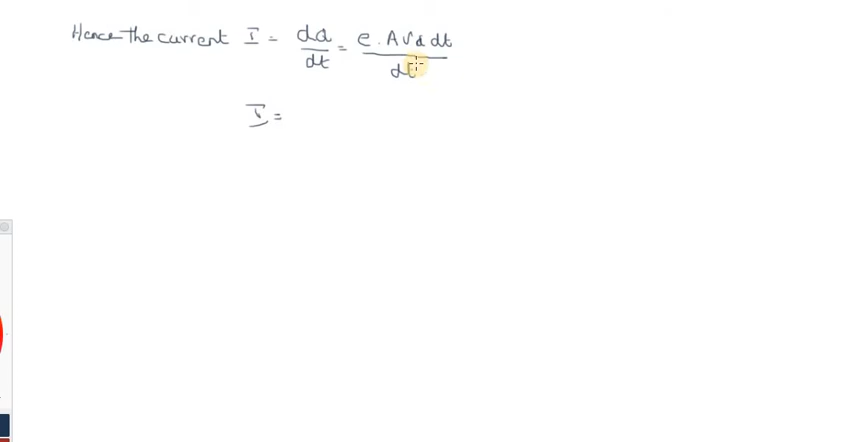 Hence the current I = dQ/dt = e . A Vd dt/dt
I =